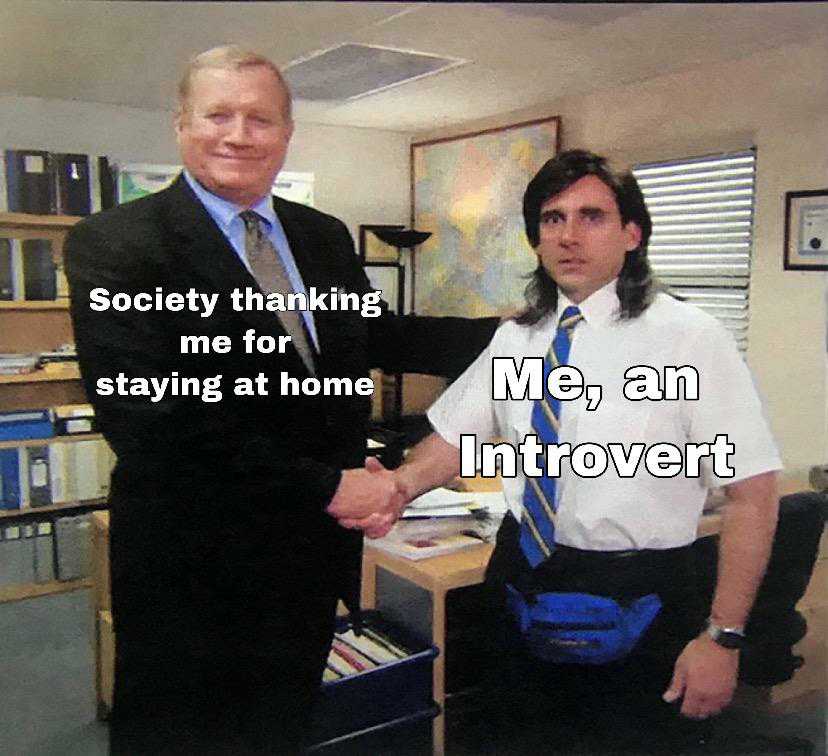 Society thanking
me for
staying at home
Me, an
Introvert